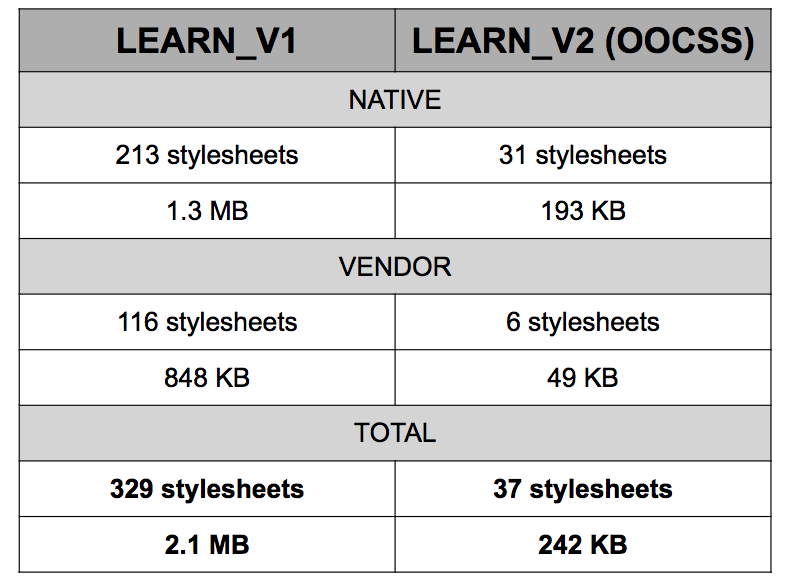 LEARN_V1 LEARN_V2 (OOCSS)
NATIVE
213 stylesheets 31 stylesheets
1.3 MB 193 KB
VENDOR
116 stylesheets 6 stylesheets
848 KB 49 KB
TOTAL
329 stylesheets 37 stylesheets
2.1 MB 242 KB